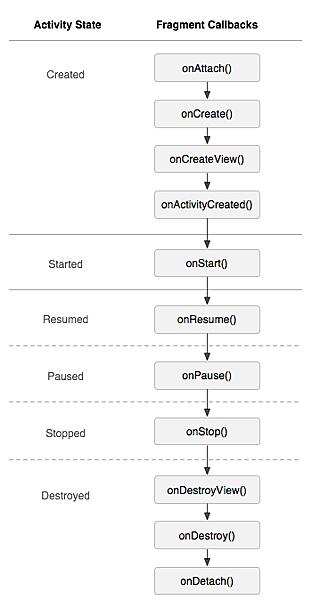 Activity State Fragment Callbacks
Created
onAttach()
onCreate()
onCreateView()
onActivityCreated()
Started onStart()
Resumed onResume()
Paused onPause()
Stopped onStop()
Destroyed onDestroyView()
onDestroy()
onDetach()